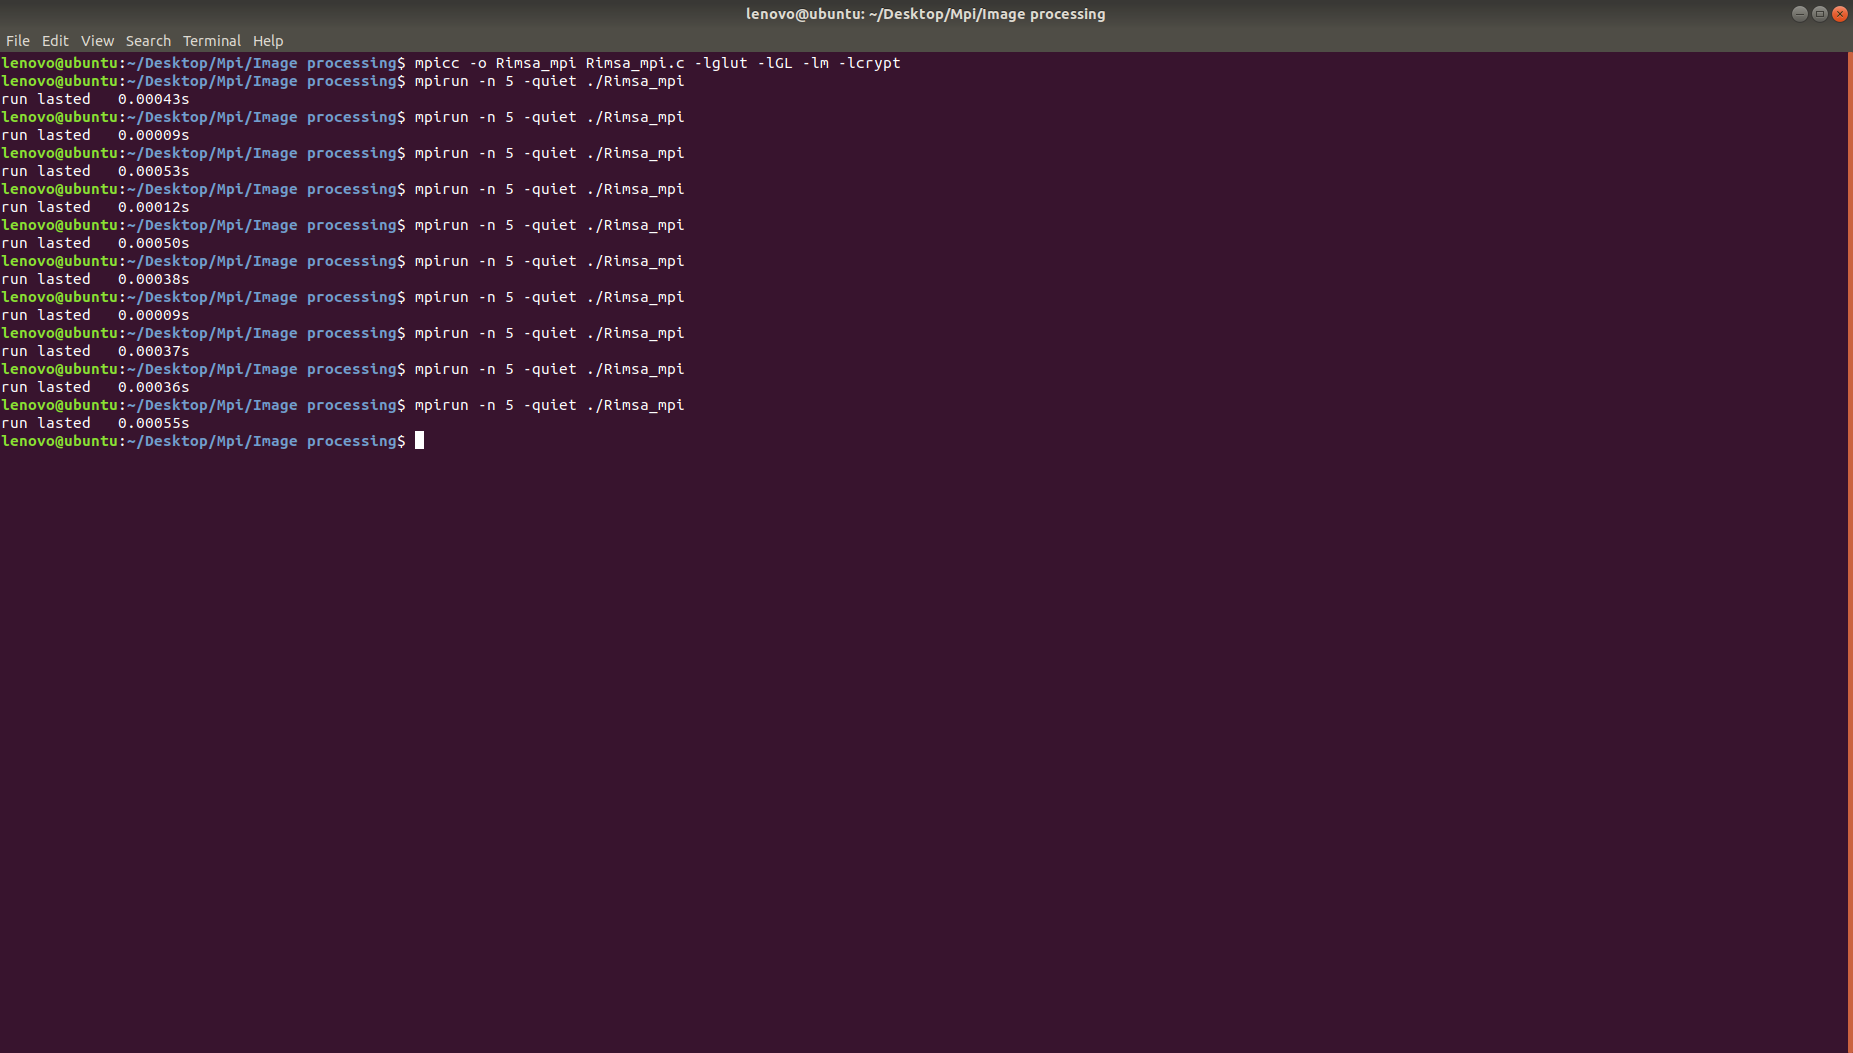 lenovo@ubuntu: ~/Desktop/Mpi/Image processing
File Edit View Search Terminal Help
lenovo@ubuntu:~/Desktop/Mpi/Image processing$ mpicc -o Rimsa_mpi Rimsa_mpi.c -lglut -lGL -lm -lcrypt
lenovo@ubuntu:~/Desktop/Mpi/Image processing$ mpirun -n 5 -quiet ./Rimsa_mpi
run lasted   0.00043s
lenovo@ubuntu:~/Desktop/Mpi/Image processing$ mpirun -n 5 -quiet ./Rimsa_mpi
run lasted   0.00009s
lenovo@ubuntu:~/Desktop/Mpi/Image processing$ mpirun -n 5 -quiet ./Rimsa_mpi
run lasted   0.00053s
lenovo@ubuntu:~/Desktop/Mpi/Image processing$ mpirun -n 5 -quiet ./Rimsa_mpi
run lasted   0.00012s
lenovo@ubuntu:~/Desktop/Mpi/Image processing$ mpirun -n 5 -quiet ./Rimsa_mpi
run lasted   0.00050s
lenovo@ubuntu:~/Desktop/Mpi/Image processing$ mpirun -n 5 -quiet ./Rimsa_mpi
run lasted   0.00038s
lenovo@ubuntu:~/Desktop/Mpi/Image processing$ mpirun -n 5 -quiet ./Rimsa_mpi
run lasted   0.00009s
lenovo@ubuntu:~/Desktop/Mpi/Image processing$ mpirun -n 5 -quiet ./Rimsa_mpi
run lasted   0.00037s
lenovo@ubuntu:~/Desktop/Mpi/Image processing$ mpirun -n 5 -quiet ./Rimsa_mpi
run lasted   0.00036s
lenovo@ubuntu:~/Desktop/Mpi/Image processing$ mpirun -n 5 -quiet ./Rimsa_mpi
run lasted   0.00055s
lenovo@ubuntu:~/Desktop/Mpi/Image processing$